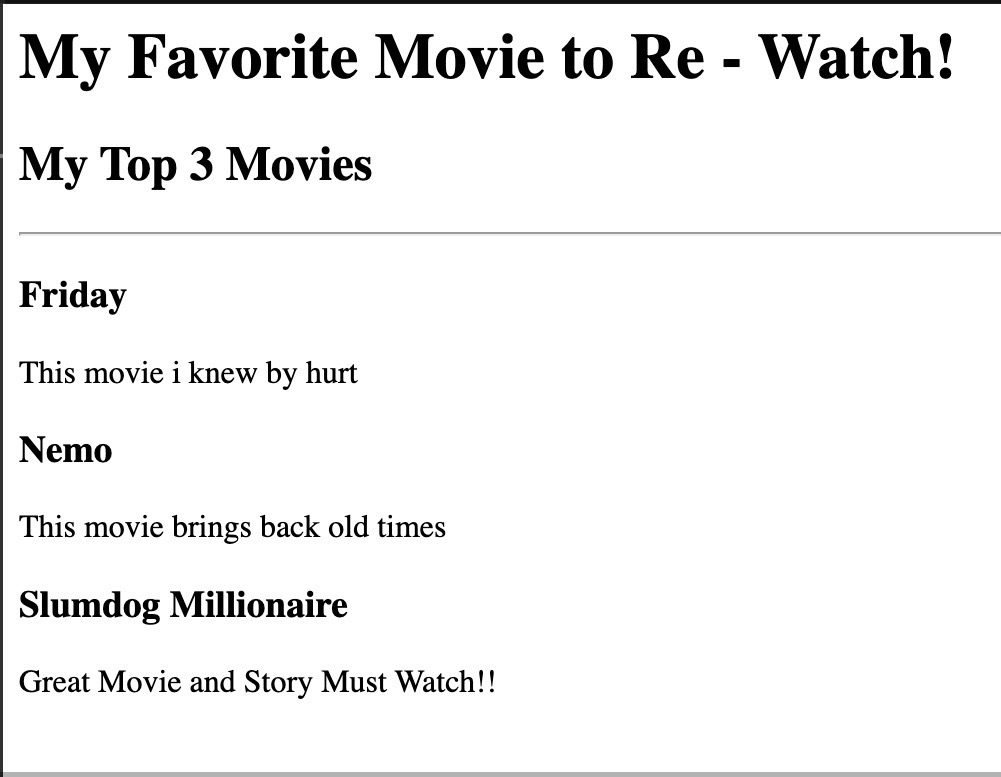 My Favorite Movie to Re - Watch!
My Top 3 Movies
Friday
This movie i knew by hurt
Nemo
This movie brings back old times
Slumdog Millionaire
Great Movie and Story Must Watch!!